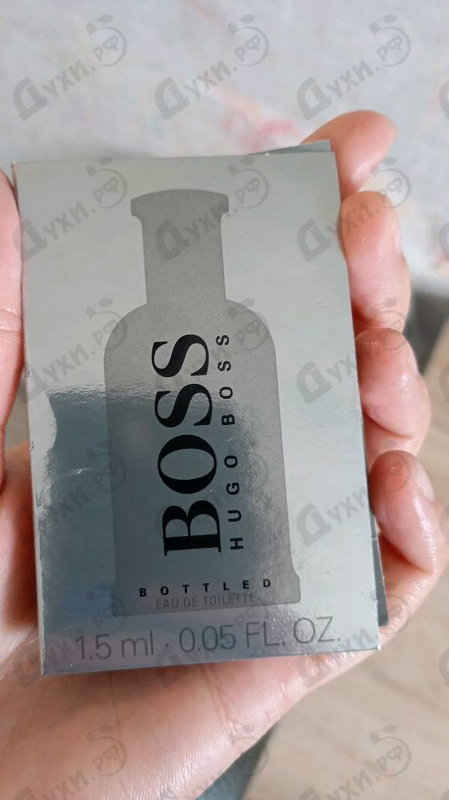 BOSS
HUGO BOSS
BOTTLED
EAU DE TOILETTE
1.5 ml . 0.05 FL. OZ.
Духи.рф